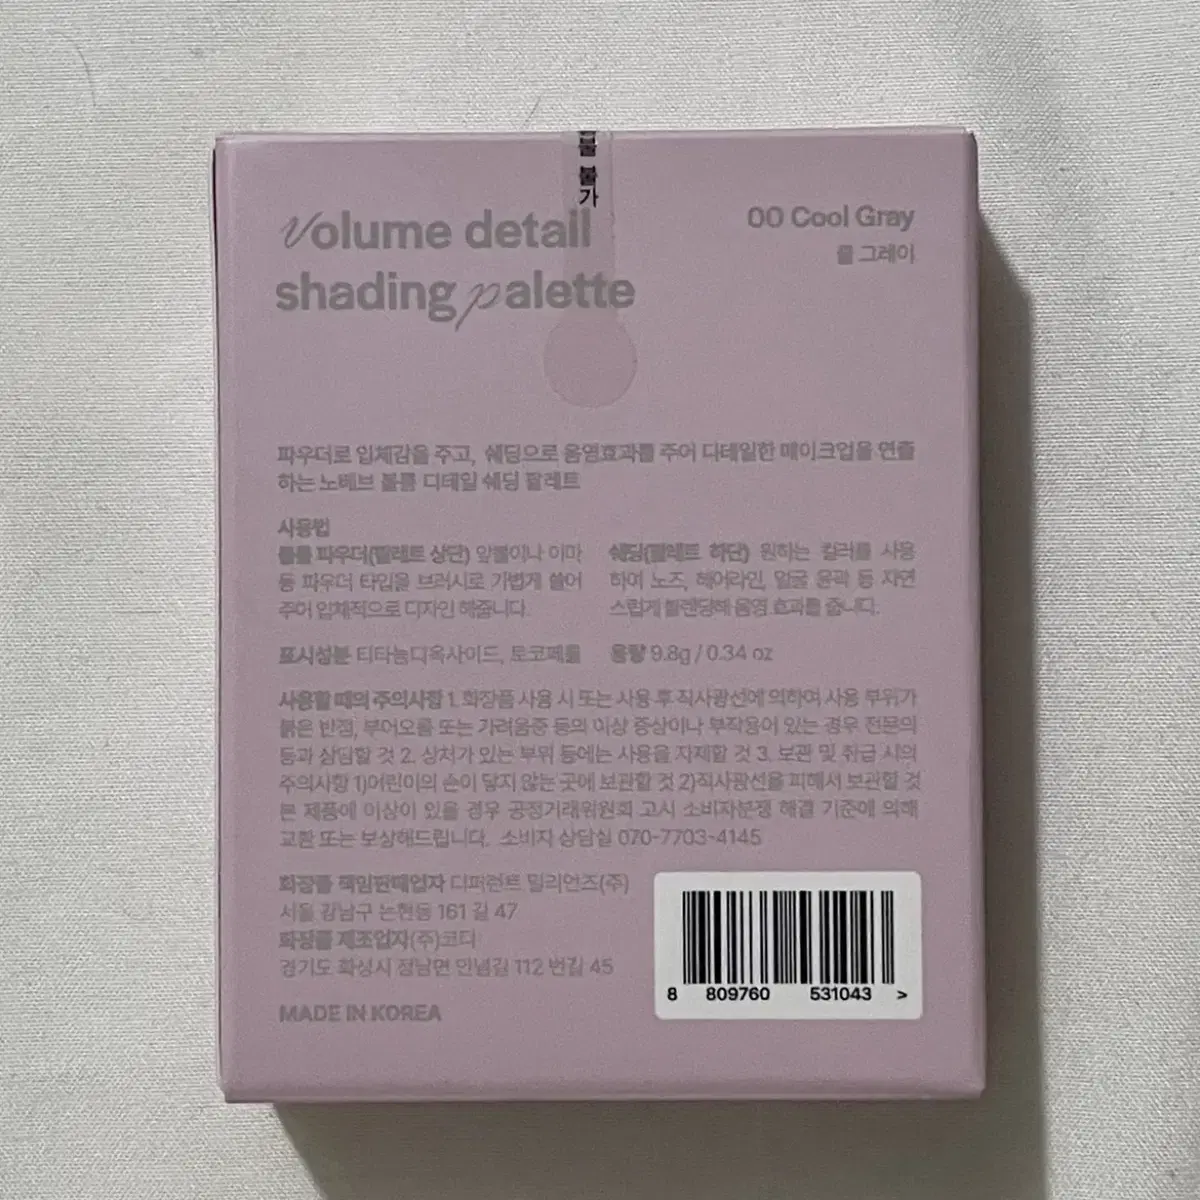 불 불가
Volume detail
shading palette
00 Cool Gray
쿨 그레이
파우더로 입체감을 주고, 쉐딩으로 음영효과를 주어 디테일한 메이크업을 연출
하는 노베브 볼륨 디테일 쉐딩 팔레트
사용법
볼륨 파우더(팔레트 상단) 앞볼이나 이마
등 파우더 타입을 브러시로 가볍게 쓸어
주어 입체적으로 디자인 해줍니다.
쉐딩(팔레트 하단) 원하는 컬러를 사용
하여 노즈, 헤어라인, 얼굴 윤곽 등 자연
스럽게 블렌딩해 음영 효과를 줍니다.
표시성분 티타늄디옥사이드, 토코페롤
용량 9.8g / 0.34 oz
사용할 때의 주의사항 1. 화장품 사용 시 또는 사용 후 직사광선에 의하여 사용 부위가
붉은 반점, 부어오름 또는 가려움증 등의 이상 증상이나 부작용이 있는 경우 전문의
등과 상담할 것 2. 상처가 있는 부위 등에는 사용을 자제할 것 3. 보관 및 취급 시의
주의사항 1)어린이의 손이 닿지 않는 곳에 보관할 것 2)직사광선을 피해서 보관할 것
본 제품에 이상이 있을 경우 공정거래위원회 고시 소비자분쟁 해결 기준에 의해
교환 또는 보상해드립니다. 소비자 상담실 070-7703-4145
화장품 책임판매업자 디퍼런트 밀리언즈(주)
서울 강남구 논현동 161 길 47
화장품 제조업자(주)코디
경기도 화성시 정남면 안녕길 112 번길 45
MADE IN KOREA
8 809760 531043 >